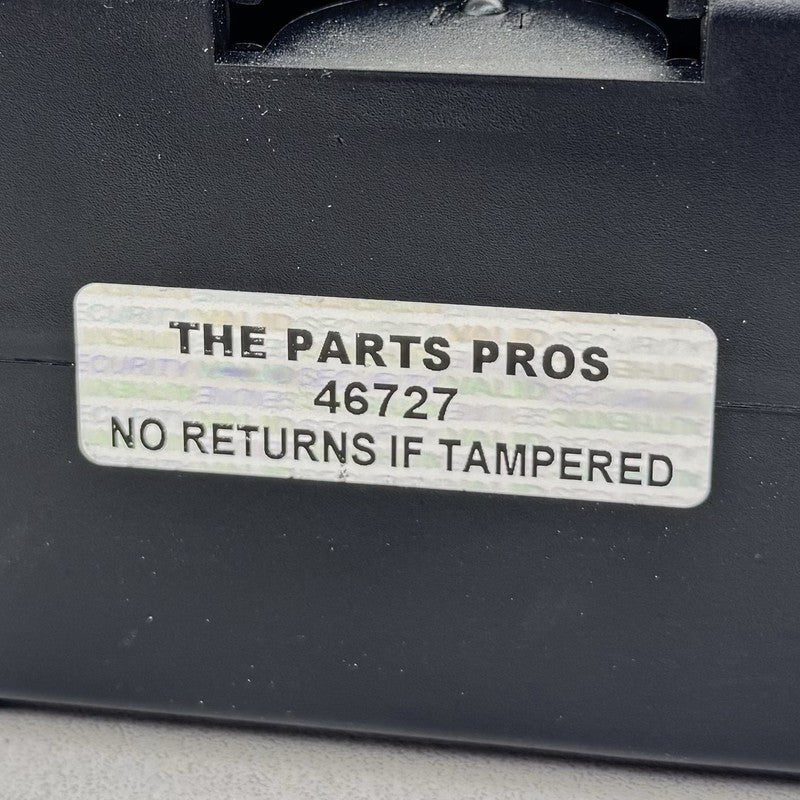 THE PARTS PROS
46727
NO RETURNS IF TAMPERED